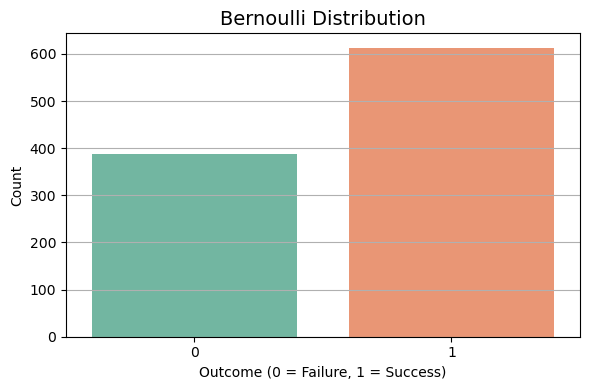 Bernoulli Distribution
600
500
400
300
200
100
0
Count
0 1
Outcome (0 = Failure, 1 = Success)